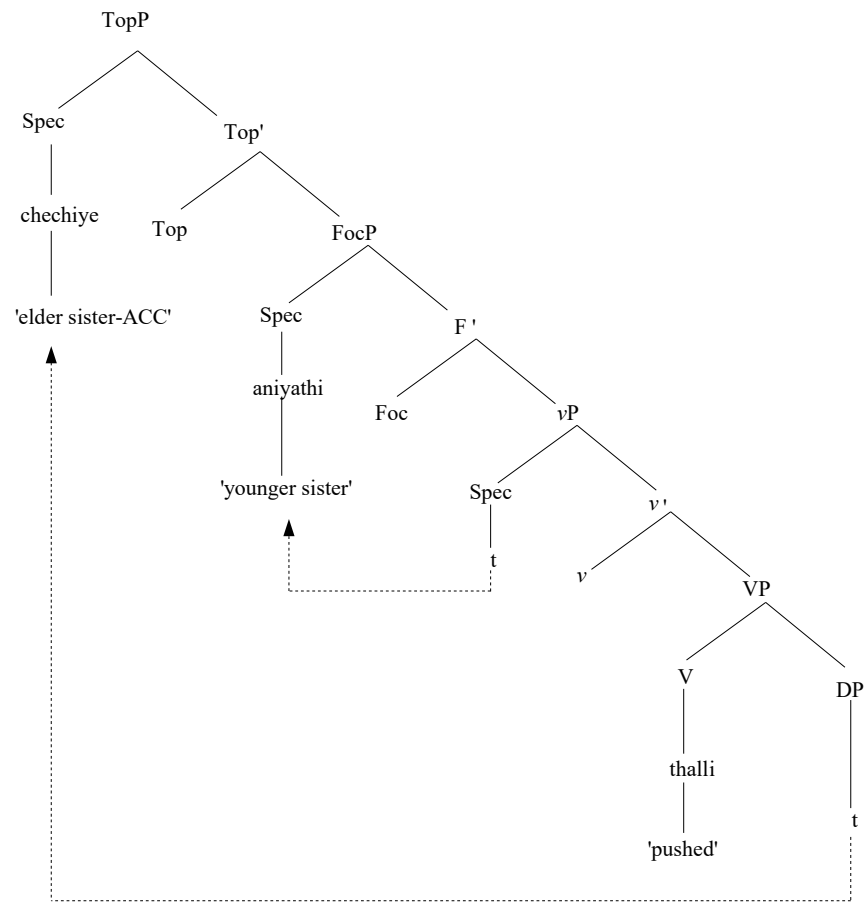 TopP
Spec
Top'
chechiye
Top
FocP
'elder sister-ACC'
Spec
F '
aniyathi
Foc
vP
'younger sister'
Spec
v '
t
v
VP
V
DP
thalli
t
'pushed'